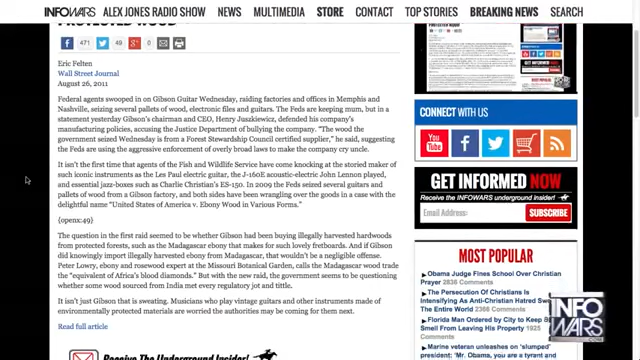 INFOWARS ALEX JONES RADIO SHOW NEWS MULTIMEDIA STORE CONTACT TOP STORIES BREAKING NEWS SEARCH
PROTECTED WOOD
471 49 89 0
Eric Felten
Wall Street Journal
August 26, 2011
Federal agents swooped in on Gibson Guitar Wednesday, raiding factories and offices in Memphis and
Nashville, seizing several pallets of wood, electronic files and guitars. The Feds are keeping mum, but in a
statement yesterday Gibson's chairman and CEO, Henry Juszkiewicz, defended his company's
manufacturing policies, accusing the Justice Department of bullying the company. "The wood the
government seized Wednesday is from a Forest Stewardship Council certified supplier," he said, suggesting
the Feds are using the aggressive enforcement of overly broad laws to make the company cry uncle.
It isn't the first time that agents of the Fish and Wildlife Service have come knocking at the storied maker of
such iconic instruments as the Les Paul electric guitar, the J-160E acoustic-electric John Lennon played,
and essential jazz-boxes such as Charlie Christian's ES-150. In 2009 the Feds seized several guitars and
pallets of wood from a Gibson factory, and both sides have been wrangling over the goods in a case with the
delightful name "United States of America v. Ebony Wood in Various Forms."
{openx:49}
The question in the first raid seemed to be whether Gibson had been buying illegally harvested hardwoods
from protected forests, such as the Madagascar ebony that makes for such lovely fretboards. And if Gibson
did knowingly import illegally harvested ebony from Madagascar, that wouldn't be a negligible offense.
Peter Lowry, ebony and rosewood expert at the Missouri Botanical Garden, calls the Madagascar wood trade
the "equivalent of Africa's blood diamonds." But with the new raid, the government seems to be questioning
whether some wood sourced from India met every regulatory jot and tittle.
It isn't just Gibson that is sweating. Musicians who play vintage guitars and other instruments made of
environmentally protected materials are worried the authorities may be coming for them next.
Read full article
Receive The Underground Insider!
CONNECT WITH US
You Tube
GET INFORMED NOW
Receive the INFOWARS underground insider!
Email Address: SUBSCRIBE
MOST POPULAR
Obama Judge Fines School Over Christian
Prayer 2836 Comments
The Persecution Of Christians Is
Intensifying As Anti-Christian Hatred
Entire World
Comments
Florida Man Ordered by City to Keep
Smell From Leaving His Property 1925
Comments
Marine veteran unleashes on 'slumped'
president: 'Mr. Obama, you are a tyrant and
INFO WARS
.COM